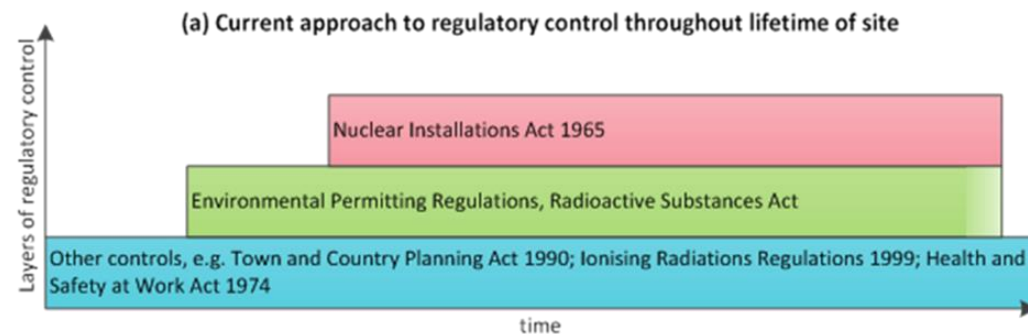 (a) Current approach to regulatory control throughout lifetime of site
Layers of regulatory control
Nuclear Installations Act 1965
Environmental Permitting Regulations, Radioactive Substances Act
Other controls, e.g. Town and Country Planning Act 1990; Ionising Radiations Regulations 1999; Health and
Safety at Work Act 1974
time